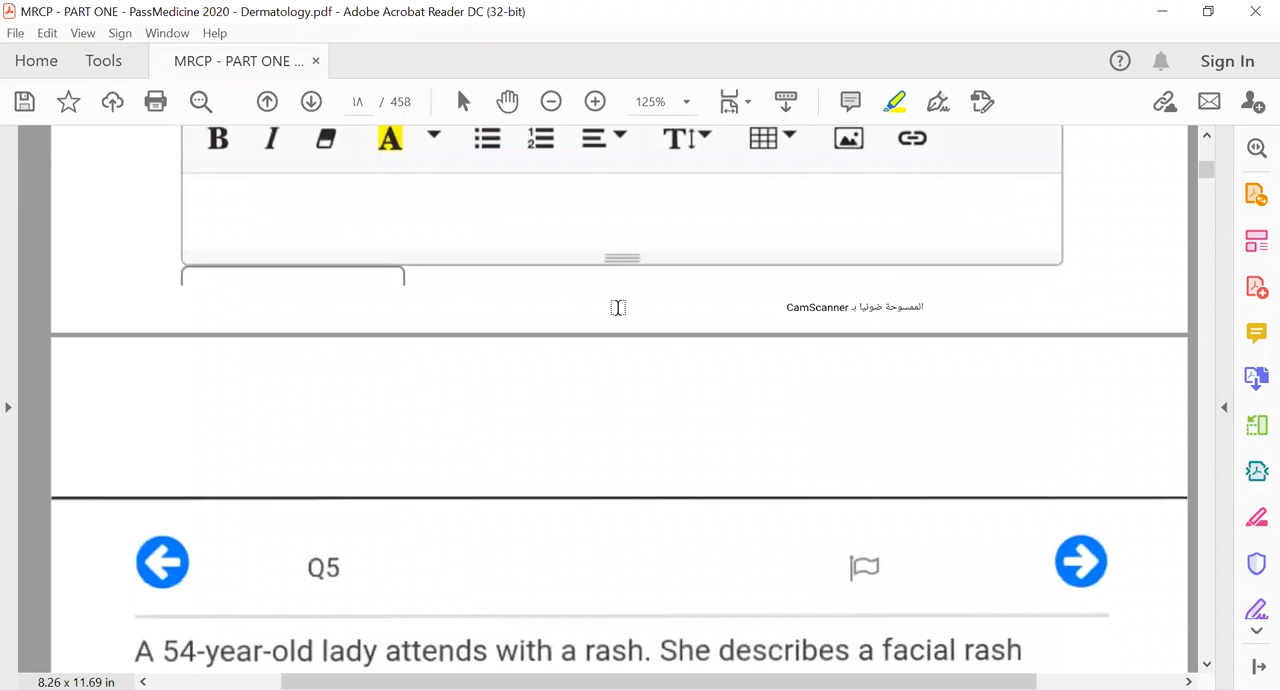 MRCP - PART ONE - PassMedicine 2020 - Dermatology.pdf - Adobe Acrobat Reader DC (32-bit)
File Edit View Sign Window Help
Home Tools MRCP - PART ONE ... × Sign In
١٨ / 458 125%
B I A T
الممسوحة ضوئيا بـ CamScanner
Q5
A 54-year-old lady attends with a rash. She describes a facial rash
8.26 x 11.69 in